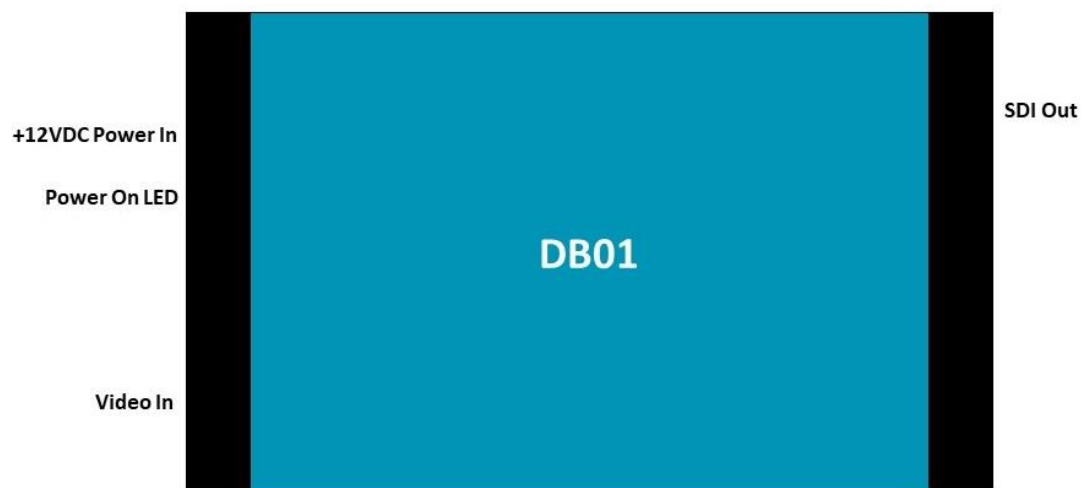 SDI Out
+12VDC Power In
Power On LED
DB01
Video In